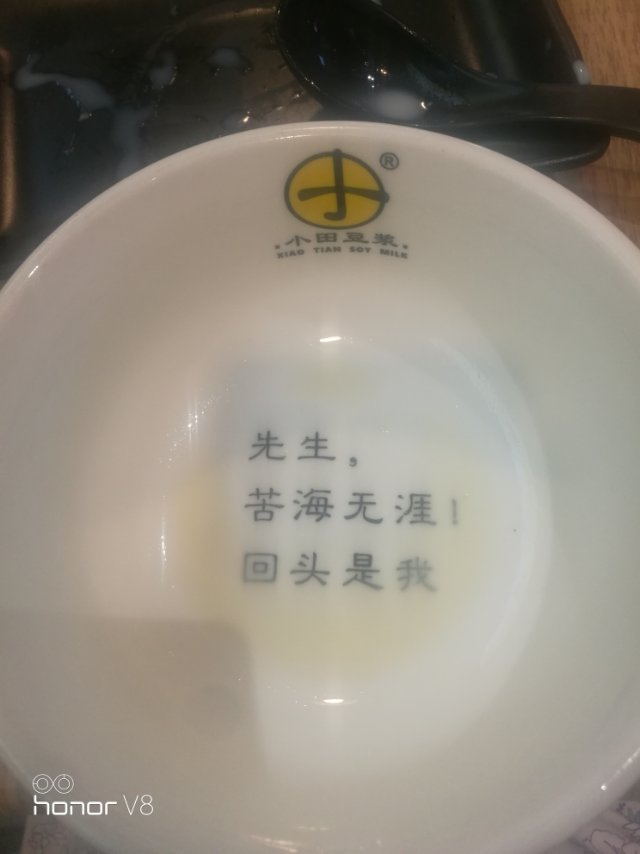 小
®
·小田豆浆·
XIAO TIAN SOY MILK
先生，
苦海无涯！
回头是我
honor V8